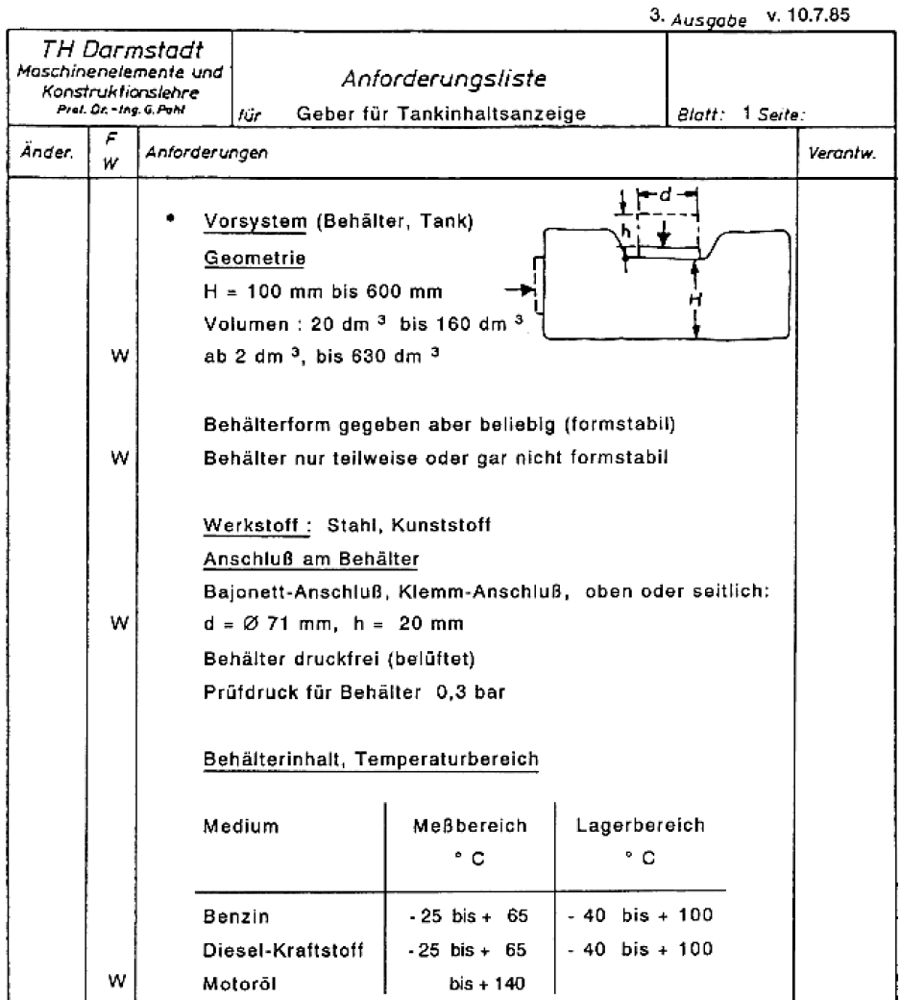 3. Ausgabe v. 10.7.85
TH Darmstadt
Maschinenelemente und
Konstruktionslehre
Prof. Dr.-Ing. G. Pahl
Anforderungsliste
für Geber für Tankinhaltsanzeige
Blatt: 1 Seite:
Änder.
F
W
Anforderungen
Verantw.
• Vorsystem (Behälter, Tank)
d
h
H
Geometrie
H = 100 mm bis 600 mm
Volumen : 20 dm ³ bis 160 dm ³
W ab 2 dm ³, bis 630 dm ³
Behälterform gegeben aber beliebig (formstabil)
W Behälter nur teilweise oder gar nicht formstabil
Werkstoff : Stahl, Kunststoff
Anschluß am Behälter
Bajonett-Anschluß, Klemm-Anschluß, oben oder seitlich:
W d = Ø 71 mm, h = 20 mm
Behälter druckfrei (belüftet)
Prüfdruck für Behälter 0,3 bar
Behälterinhalt, Temperaturbereich
Medium Meßbereich Lagerbereich
° C ° C
Benzin - 25 bis + 65 - 40 bis + 100
Diesel-Kraftstoff - 25 bis + 65 - 40 bis + 100
W Motoröl bis + 140